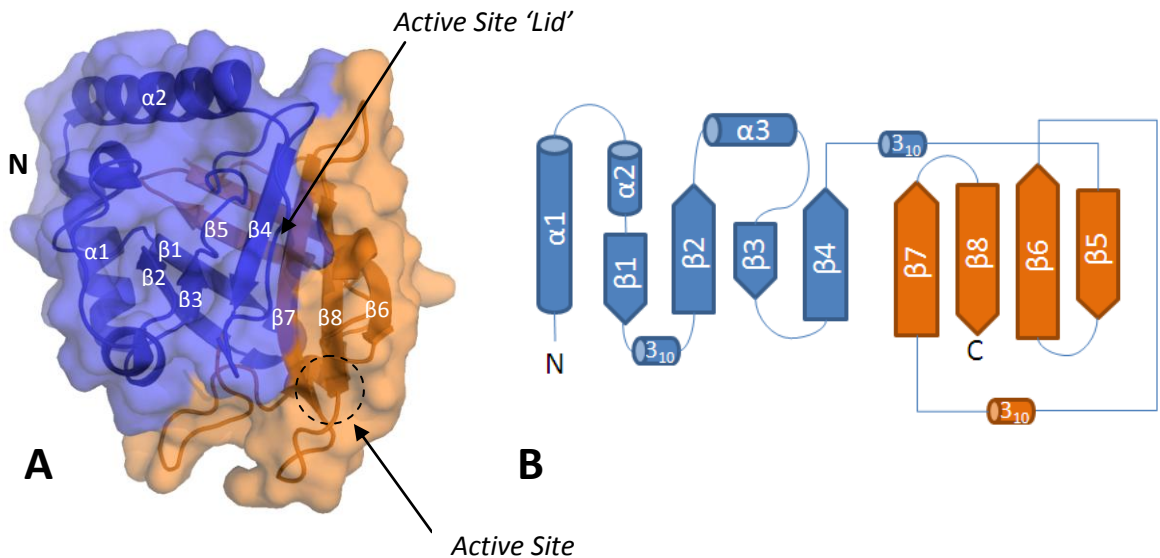 Active Site ‘Lid’
N
α2
α1
β1
β2
β3
β5
β4
β7
β8
β6
A
Active Site
α1
α2
β1
β2
α3
β3
β4
3₁₀
β7
β8
β6
β5
3₁₀
N
C
3₁₀
B